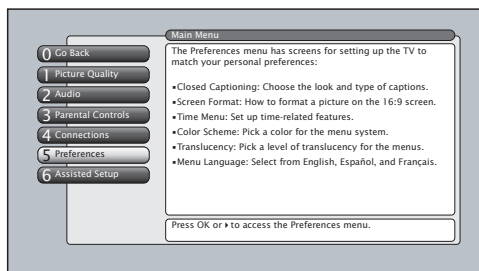 Main Menu
0 Go Back
1 Picture Quality
2 Audio
3 Parental Controls
4 Connections
5 Preferences
6 Assisted Setup
The Preferences menu has screens for setting up the TV to
match your personal preferences:
▪Closed Captioning: Choose the look and type of captions.
▪Screen Format: How to format a picture on the 16:9 screen.
▪Time Menu: Set up time-related features.
▪Color Scheme: Pick a color for the menu system.
▪Translucency: Pick a level of translucency for the menus.
▪Menu Language: Select from English, Español, and Français.
Press OK or ▸ to access the Preferences menu.